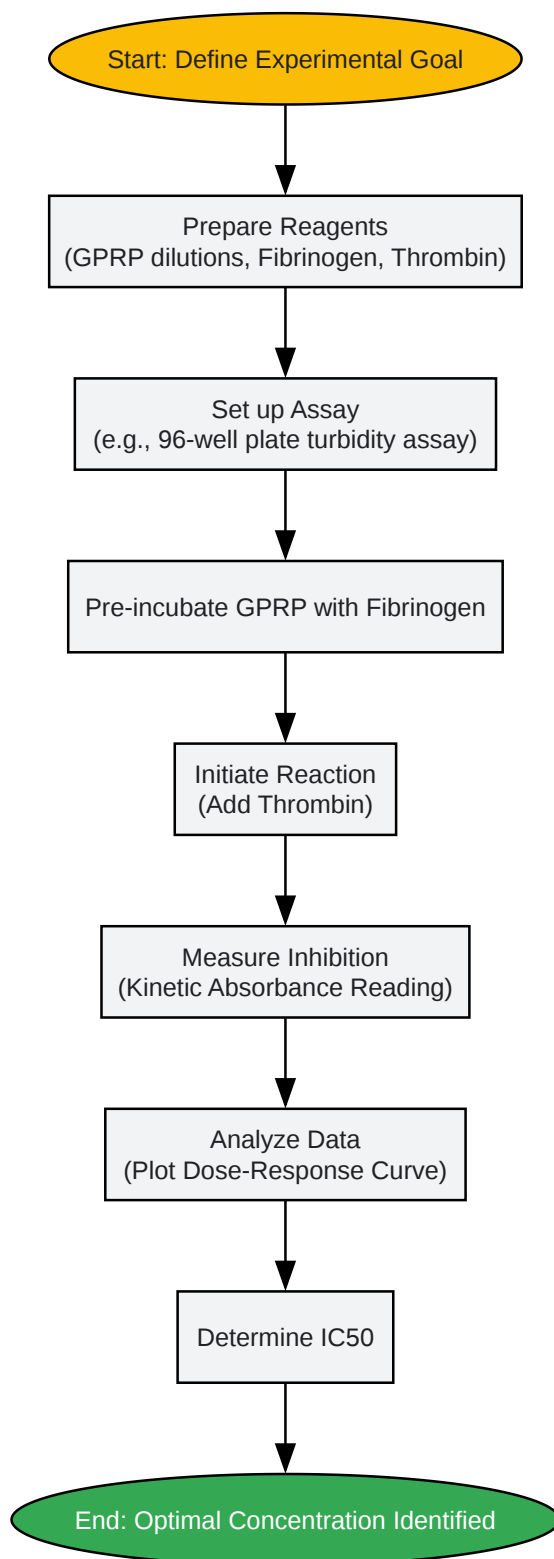 Start: Define Experimental Goal
Prepare Reagents
(GPRP dilutions, Fibrinogen, Thrombin)
Set up Assay
(e.g., 96-well plate turbidity assay)
Pre-incubate GPRP with Fibrinogen
Initiate Reaction
(Add Thrombin)
Measure Inhibition
(Kinetic Absorbance Reading)
Analyze Data
(Plot Dose-Response Curve)
Determine IC50
End: Optimal Concentration Identified